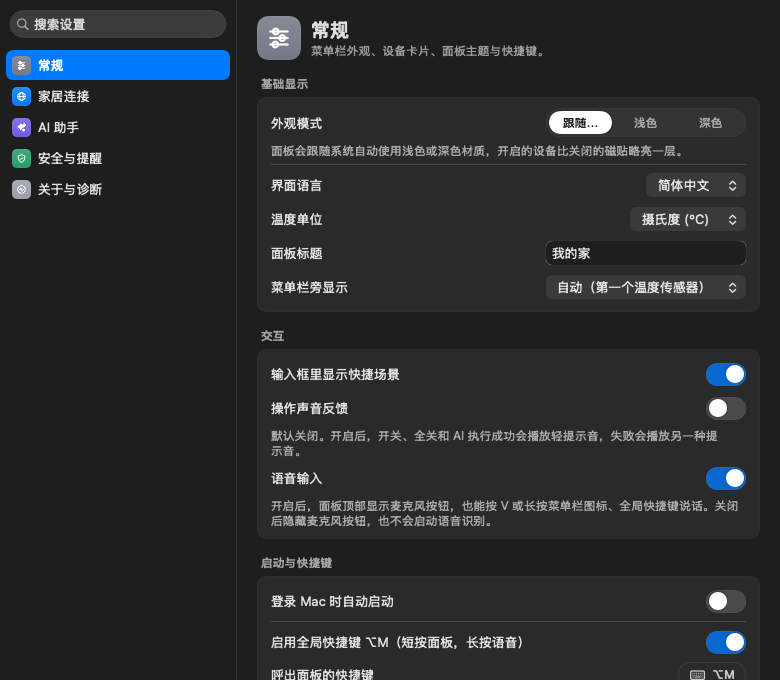 搜索设置
常规
家居连接
AI 助手
安全与提醒
关于与诊断
常规
菜单栏外观、设备卡片、面板主题与快捷键。
基础显示
外观模式
跟随…
浅色
深色
面板会跟随系统自动使用浅色或深色材质，开启的设备比关闭的磁贴略亮一层。
界面语言
简体中文
温度单位
摄氏度 (°C)
面板标题
我的家
菜单栏旁显示
自动（第一个温度传感器）
交互
输入框里显示快捷场景
操作声音反馈
默认关闭。开启后，开关、全关和 AI 执行成功会播放轻提示音，失败会播放另一种提
示音。
语音输入
开启后，面板顶部显示麦克风按钮，也能按 V 或长按菜单栏图标、全局快捷键说话。关闭
后隐藏麦克风按钮，也不会启动语音识别。
启动与快捷键
登录 Mac 时自动启动
启用全局快捷键 ⌥M（短按面板，长按语音）
呼出面板的快捷键
⌥M